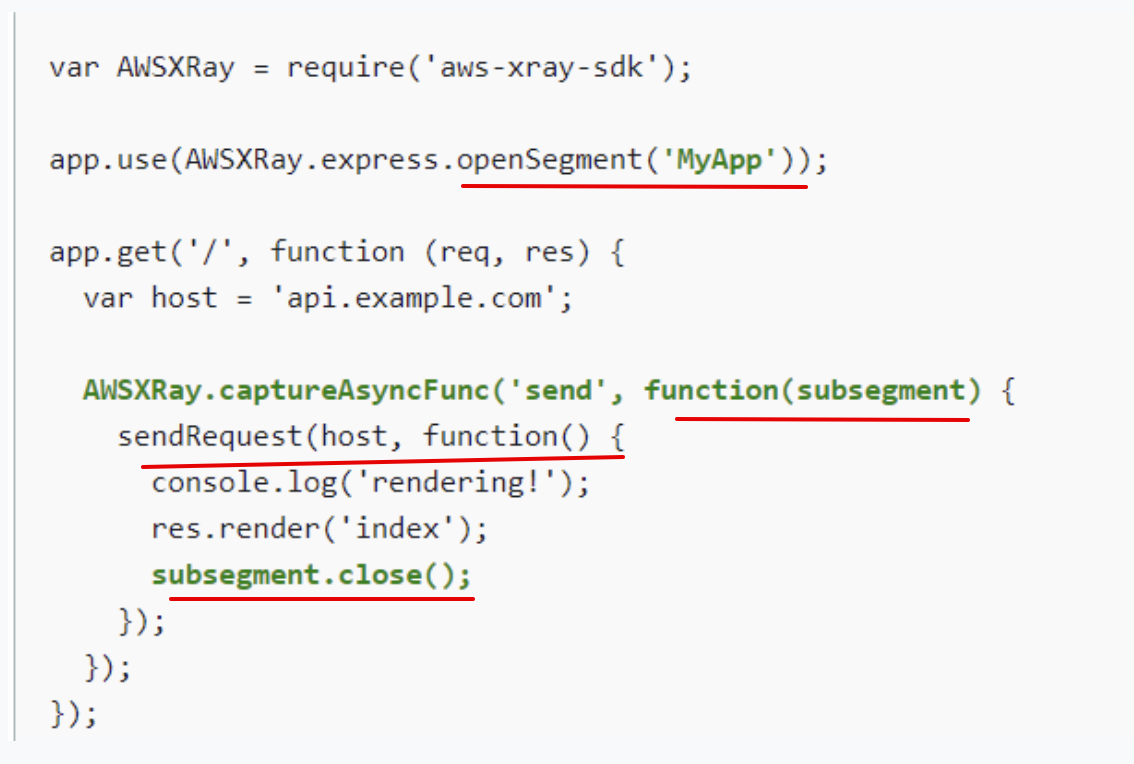 var AWSXRay = require('aws-xray-sdk');
app.use(AWSXRay.express.openSegment('MyApp'));
app.get('/', function (req, res) {
  var host = 'api.example.com';
  AWSXRay.captureAsyncFunc('send', function(subsegment) {
    sendRequest(host, function() {
      console.log('rendering!');
      res.render('index');
      subsegment.close();
    });
  });
});